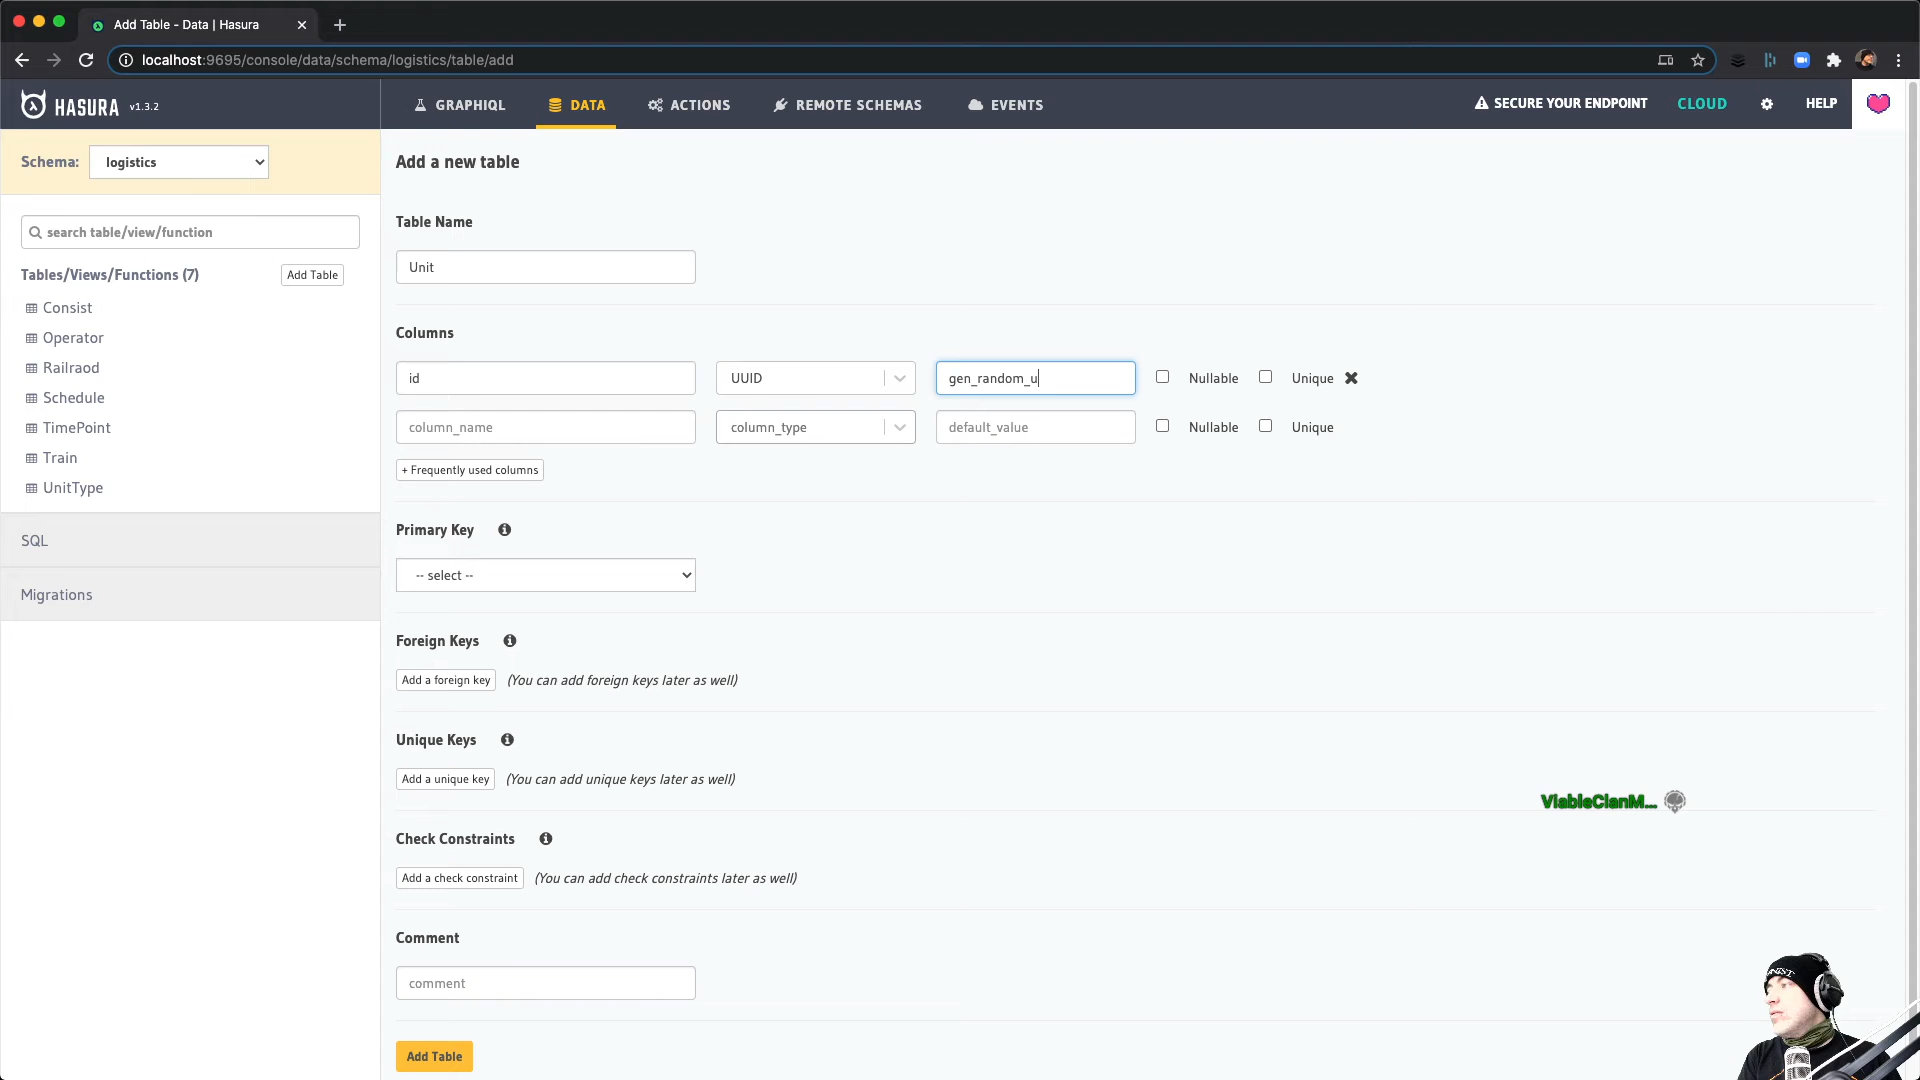 Add Table - Data | Hasura
localhost:9695/console/data/schema/logistics/table/add
HASURA v1.3.2
GRAPHIQL
DATA
ACTIONS
REMOTE SCHEMAS
EVENTS
SECURE YOUR ENDPOINT
CLOUD
HELP
Schema: logistics
search table/view/function
Tables/Views/Functions (7) Add Table
Consist
Operator
Railraod
Schedule
TimePoint
Train
UnitType
SQL
Migrations
Add a new table
Table Name
Unit
Columns
id UUID gen_random_u Nullable Unique
column_name column_type default_value Nullable Unique
+ Frequently used columns
Primary Key
-- select --
Foreign Keys
Add a foreign key (You can add foreign keys later as well)
Unique Keys
Add a unique key (You can add unique keys later as well)
ViableClanM...
Check Constraints
Add a check constraint (You can add check constraints later as well)
Comment
comment
Add Table